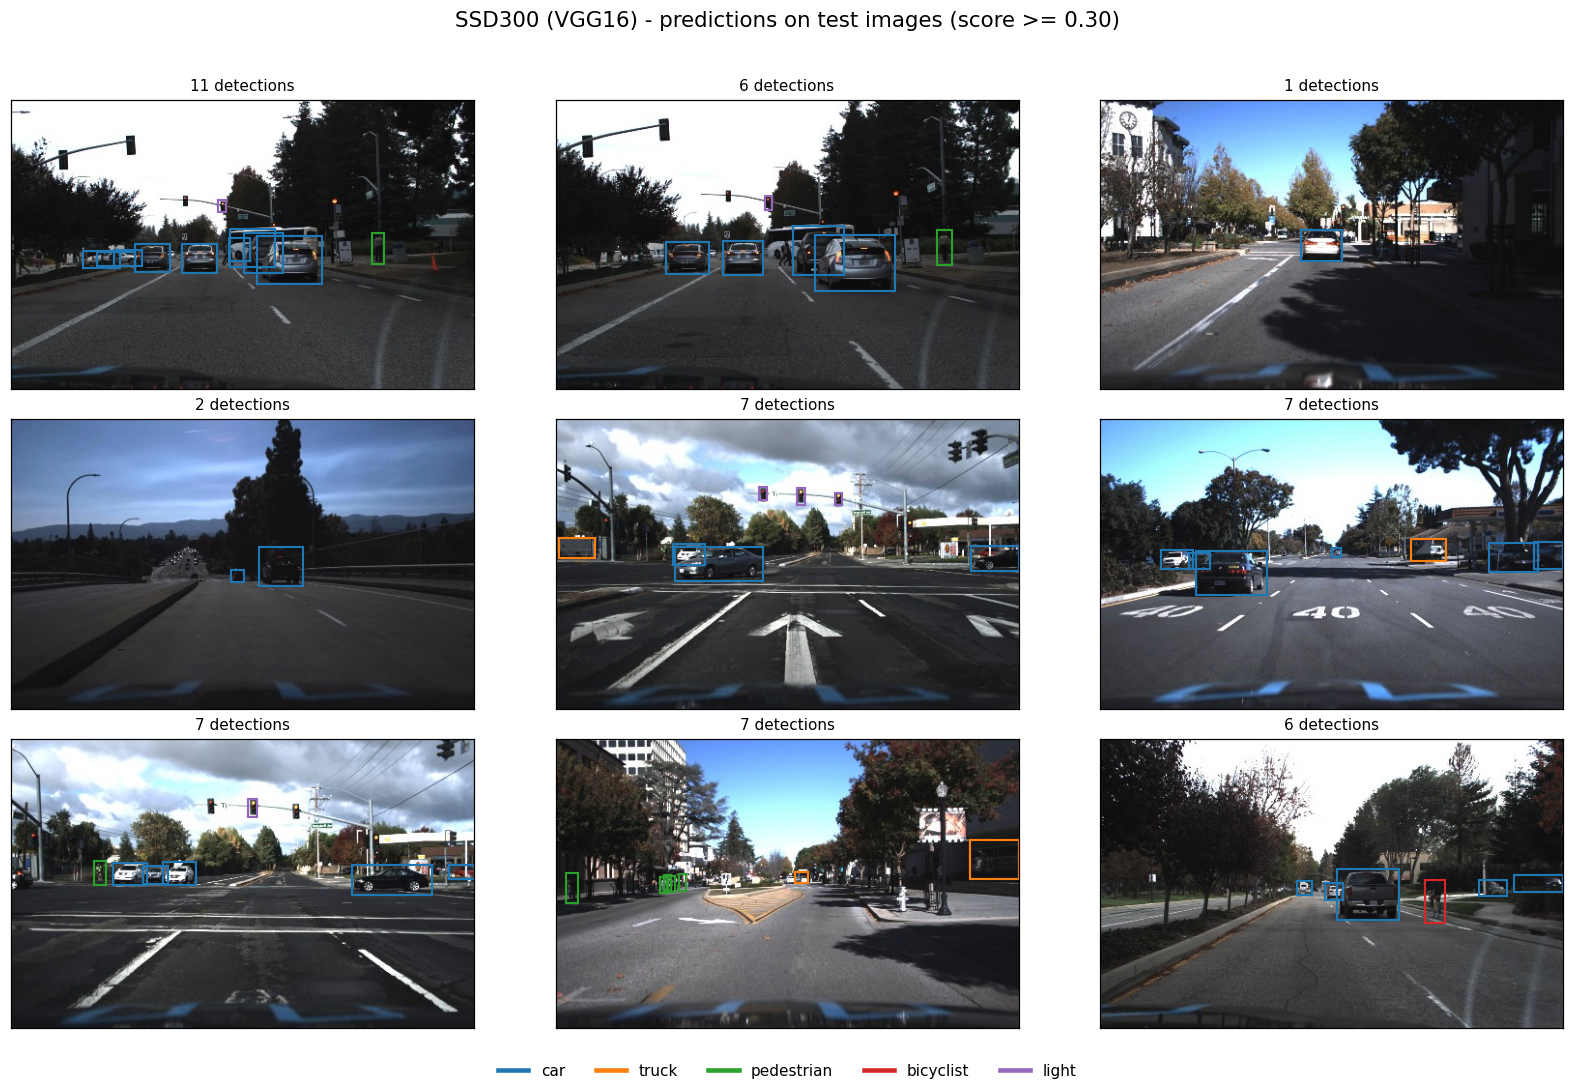 SSD300 (VGG16) - predictions on test images (score >= 0.30)
11 detections
6 detections
1 detections
2 detections
7 detections
7 detections
40 40 40
7 detections
7 detections
6 detections
car truck pedestrian bicyclist light